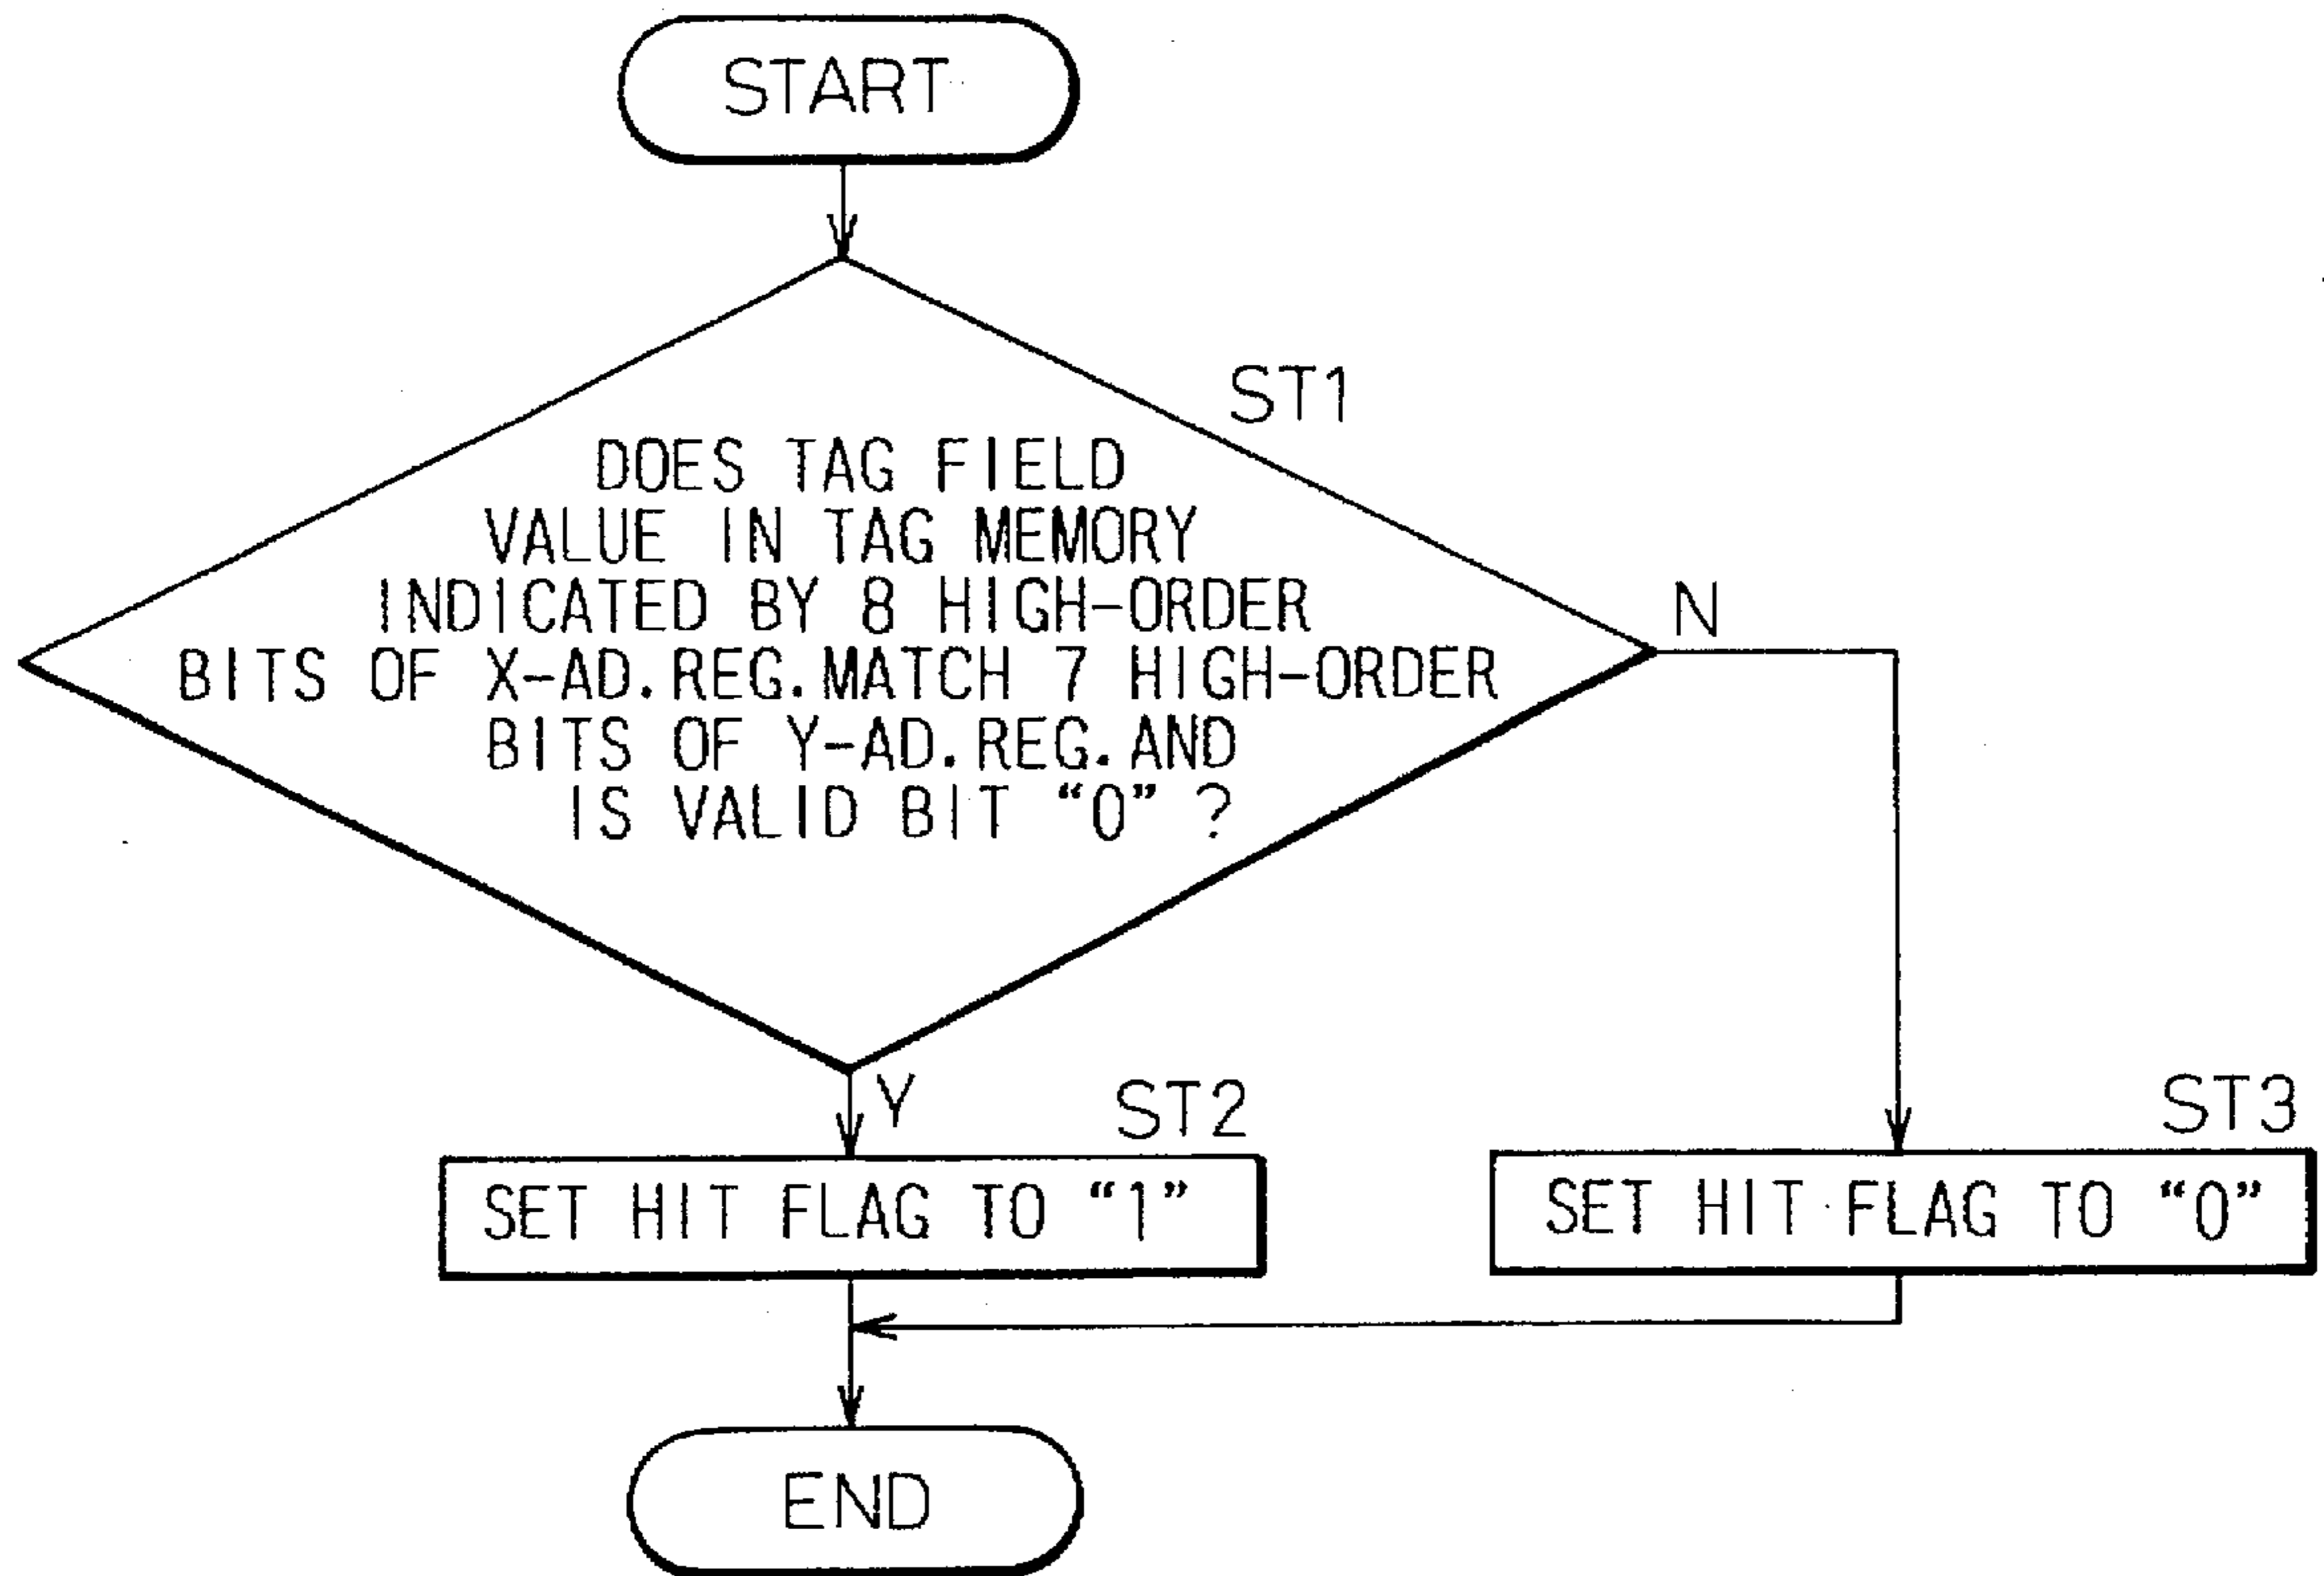 START
ST1
DOES TAG FIELD
VALUE IN TAG MEMORY
INDICATED BY 8 HIGH-ORDER
BITS OF X-AD.REG.MATCH 7 HIGH-ORDER
BITS OF Y-AD.REG.AND
IS VALID BIT “0” ?
N
Y
ST2
SET HIT FLAG TO “1”
ST3
SET HIT FLAG TO “0”
END